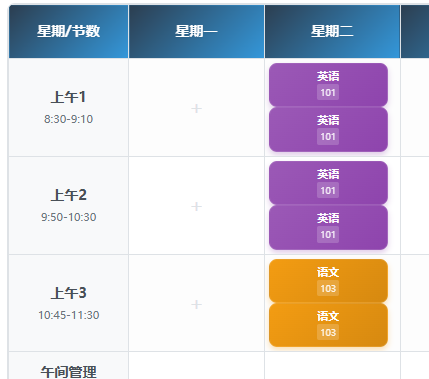 星期/节数 星期一 星期二
上午1
8:30-9:10
+
英语
101
英语
101
上午2
9:50-10:30
+
英语
101
英语
101
上午3
10:45-11:30
+
语文
103
语文
103
午间管理